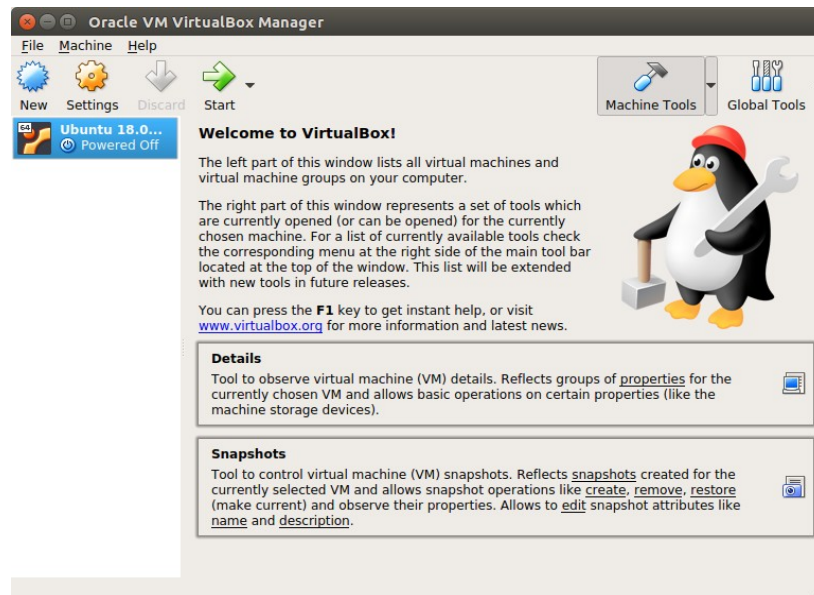 Oracle VM VirtualBox Manager
File Machine Help
New Settings Discard Start Machine Tools Global Tools
64
Ubuntu 18.0...
Powered Off
Welcome to VirtualBox!
The left part of this window lists all virtual machines and
virtual machine groups on your computer.
The right part of this window represents a set of tools which
are currently opened (or can be opened) for the currently
chosen machine. For a list of currently available tools check
the corresponding menu at the right side of the main tool bar
located at the top of the window. This list will be extended
with new tools in future releases.
You can press the F1 key to get instant help, or visit
www.virtualbox.org for more information and latest news.
Details
Tool to observe virtual machine (VM) details. Reflects groups of properties for the
currently chosen VM and allows basic operations on certain properties (like the
machine storage devices).
Snapshots
Tool to control virtual machine (VM) snapshots. Reflects snapshots created for the
currently selected VM and allows snapshot operations like create, remove, restore
(make current) and observe their properties. Allows to edit snapshot attributes like
name and description.